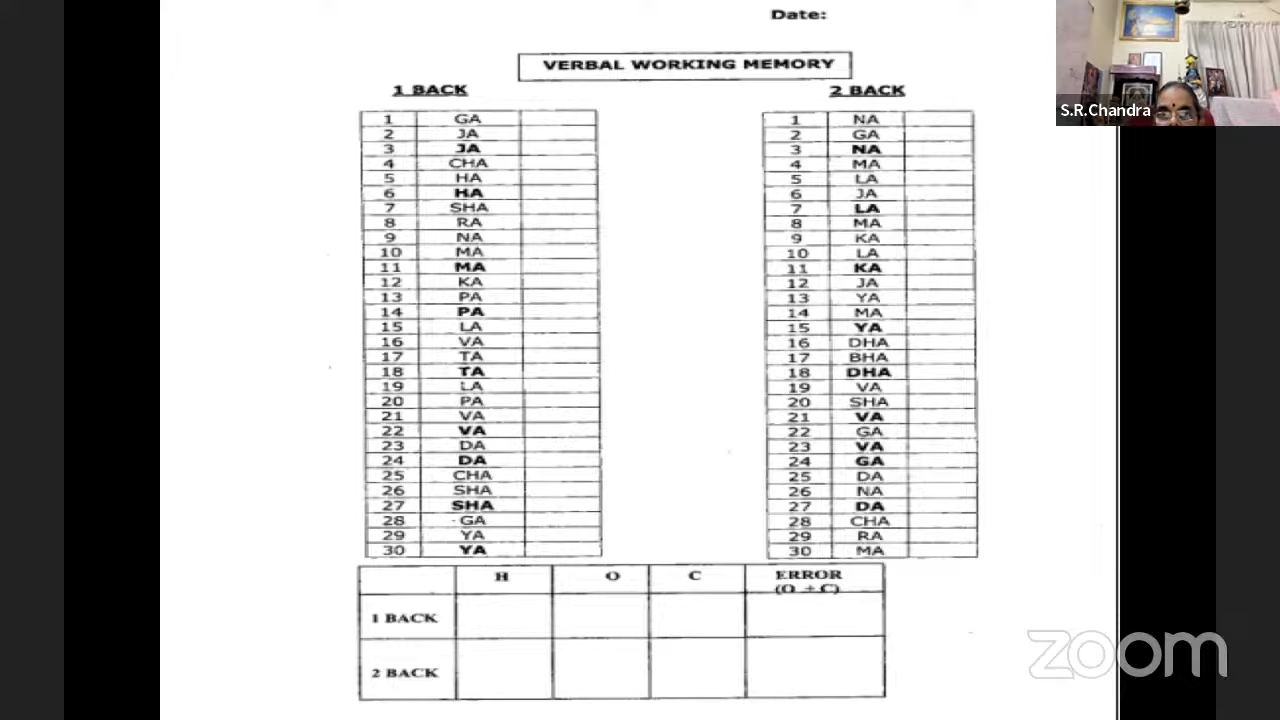 Date:
VERBAL WORKING MEMORY
1 BACK
1 GA
2 JA
3 JA
4 CHA
5 HA
6 HA
7 SHA
8 RA
9 NA
10 MA
11 MA
12 KA
13 PA
14 PA
15 LA
16 VA
17 TA
18 TA
19 LA
20 PA
21 VA
22 VA
23 DA
24 DA
25 CHA
26 SHA
27 SHA
28 GA
29 YA
30 YA
2 BACK
1 NA
2 GA
3 NA
4 MA
5 LA
6 JA
7 LA
8 MA
9 KA
10 LA
11 KA
12 JA
13 YA
14 MA
15 YA
16 DHA
17 BHA
18 DHA
19 VA
20 SHA
21 VA
22 GA
23 VA
24 GA
25 DA
26 NA
27 DA
28 CHA
29 RA
30 MA
H O C ERROR
(O + C)
1 BACK
2 BACK
S.R.Chandra
zoom